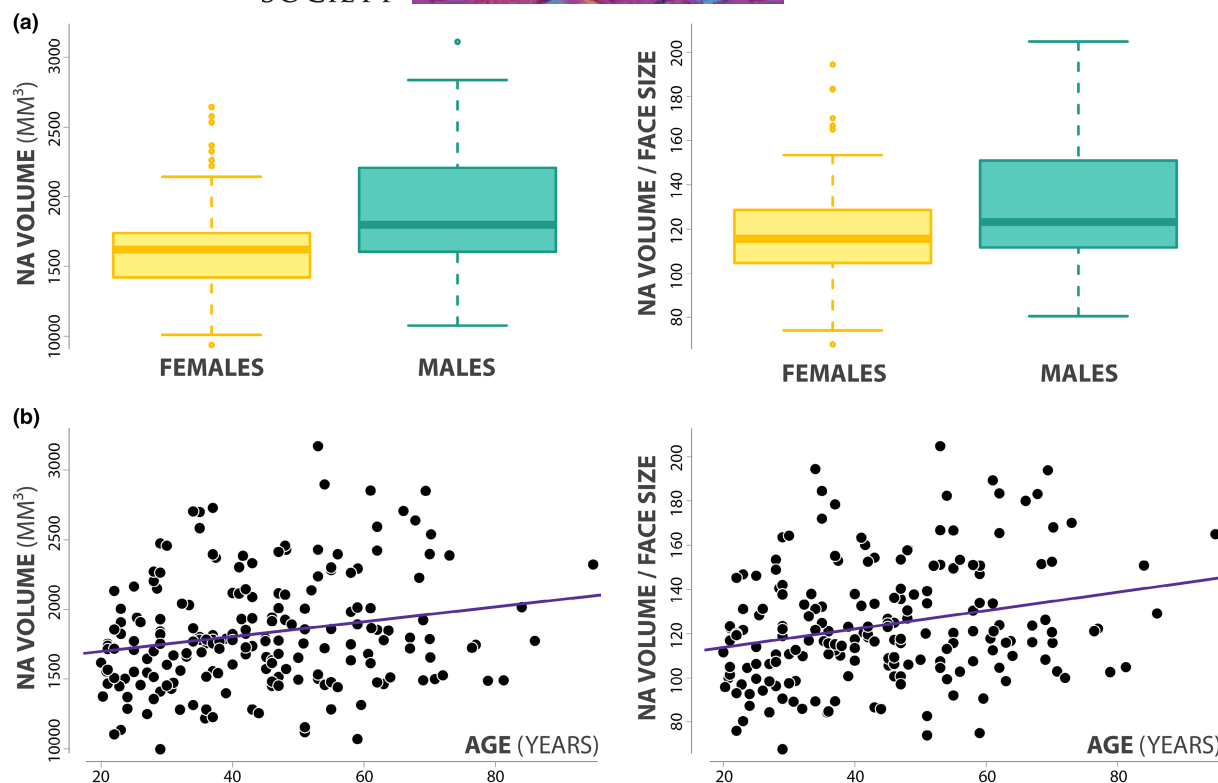 SOCIETY
(a)
NA VOLUME (MM³)
3000
2500
2000
1500
10000
FEMALES
MALES
NA VOLUME / FACE SIZE
200
180
160
140
120
100
80
FEMALES
MALES
(b)
NA VOLUME (MM³)
3000
2500
2000
1500
10000
AGE (YEARS)
20
40
60
80
NA VOLUME / FACE SIZE
200
180
160
140
120
100
80
AGE (YEARS)
20
40
60
80